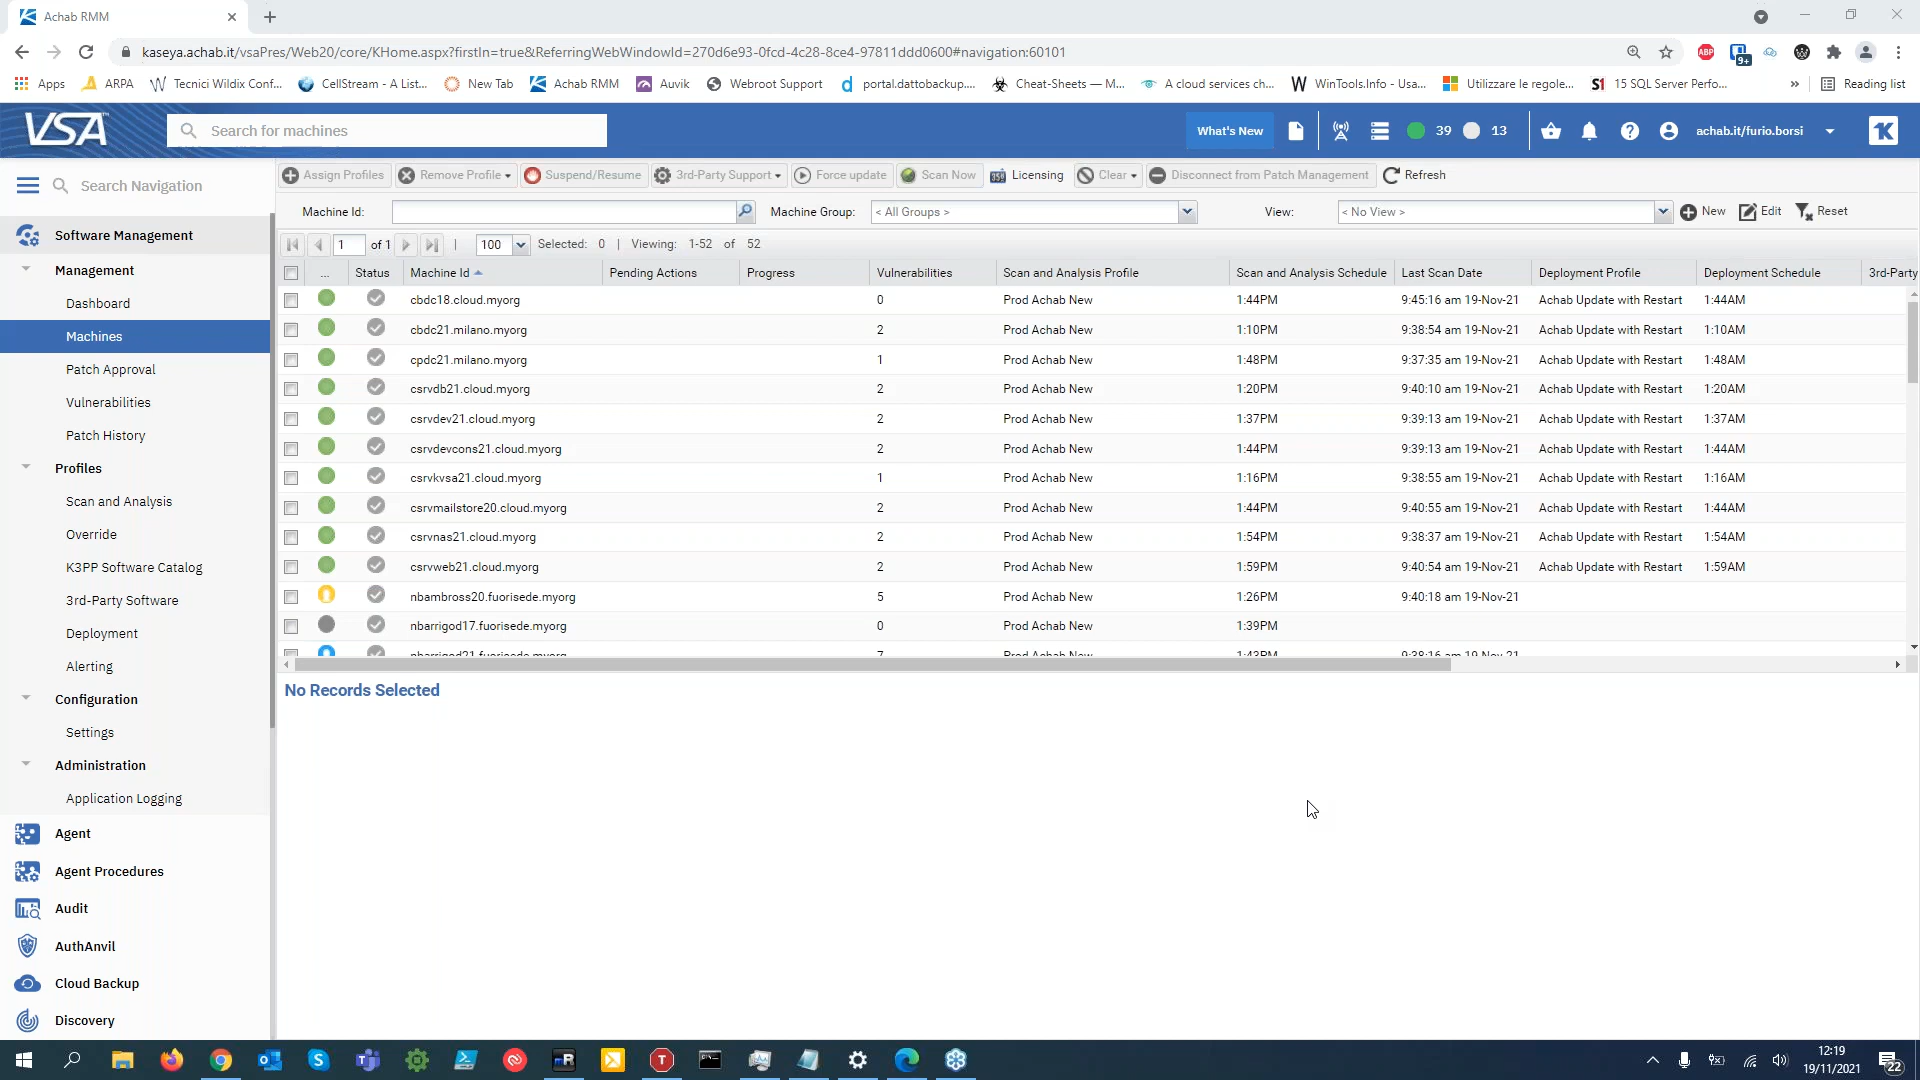 Achab RMM
kaseya.achab.it/vsaPres/Web20/core/KHome.aspx?firstIn=true&ReferringWebWindowId=270d6e93-0fcd-4c28-8ce4-97811ddd0600#navigation:60101
ABP
9+
Apps
ARPA
Tecnici Wildix Conf...
CellStream - A List...
New Tab
Achab RMM
Auvik
Webroot Support
portal.dattobackup....
Cheat-Sheets — M...
A cloud services ch...
WinTools.Info - Usa...
Utilizzare le regole...
15 SQL Server Perfo...
»
Reading list
VSA
Search for machines
What's New
39
13
achab.it/furio.borsi
Search Navigation
Assign Profiles
Remove Profile
Suspend/Resume
3rd-Party Support
Force update
Scan Now
Licensing
Clear
Disconnect from Patch Management
Refresh
Machine Id:
Machine Group:
< All Groups >
View:
< No View >
New
Edit
Reset
1 of 1 | 100 Selected: 0 | Viewing: 1-52 of 52
... Status Machine Id Pending Actions Progress Vulnerabilities Scan and Analysis Profile Scan and Analysis Schedule Last Scan Date Deployment Profile Deployment Schedule 3rd-Party
cbdc18.cloud.myorg 0 Prod Achab New 1:44PM 9:45:16 am 19-Nov-21 Achab Update with Restart 1:44AM
cbdc21.milano.myorg 2 Prod Achab New 1:10PM 9:38:54 am 19-Nov-21 Achab Update with Restart 1:10AM
cpdc21.milano.myorg 1 Prod Achab New 1:48PM 9:37:35 am 19-Nov-21 Achab Update with Restart 1:48AM
csrvdb21.cloud.myorg 2 Prod Achab New 1:20PM 9:40:10 am 19-Nov-21 Achab Update with Restart 1:20AM
csrvdev21.cloud.myorg 2 Prod Achab New 1:37PM 9:39:13 am 19-Nov-21 Achab Update with Restart 1:37AM
csrvdevcons21.cloud.myorg 2 Prod Achab New 1:44PM 9:39:13 am 19-Nov-21 Achab Update with Restart 1:44AM
csrvkvsa21.cloud.myorg 1 Prod Achab New 1:16PM 9:38:55 am 19-Nov-21 Achab Update with Restart 1:16AM
csrvmailstore20.cloud.myorg 2 Prod Achab New 1:44PM 9:40:55 am 19-Nov-21 Achab Update with Restart 1:44AM
csrvnas21.cloud.myorg 2 Prod Achab New 1:54PM 9:38:37 am 19-Nov-21 Achab Update with Restart 1:54AM
csrvweb21.cloud.myorg 2 Prod Achab New 1:59PM 9:40:54 am 19-Nov-21 Achab Update with Restart 1:59AM
nbambross20.fuorisede.myorg 5 Prod Achab New 1:26PM 9:40:18 am 19-Nov-21
nbarrigod17.fuorisede.myorg 0 Prod Achab New 1:39PM
nbarrigod21.fuorisede.myorg 7 Prod Achab New 1:43PM 9:38:16 am 19-Nov-21
No Records Selected
Software Management
Management
Dashboard
Machines
Patch Approval
Vulnerabilities
Patch History
Profiles
Scan and Analysis
Override
K3PP Software Catalog
3rd-Party Software
Deployment
Alerting
Configuration
Settings
Administration
Application Logging
Agent
Agent Procedures
Audit
AuthAnvil
Cloud Backup
Discovery
12:19
19/11/2021
22